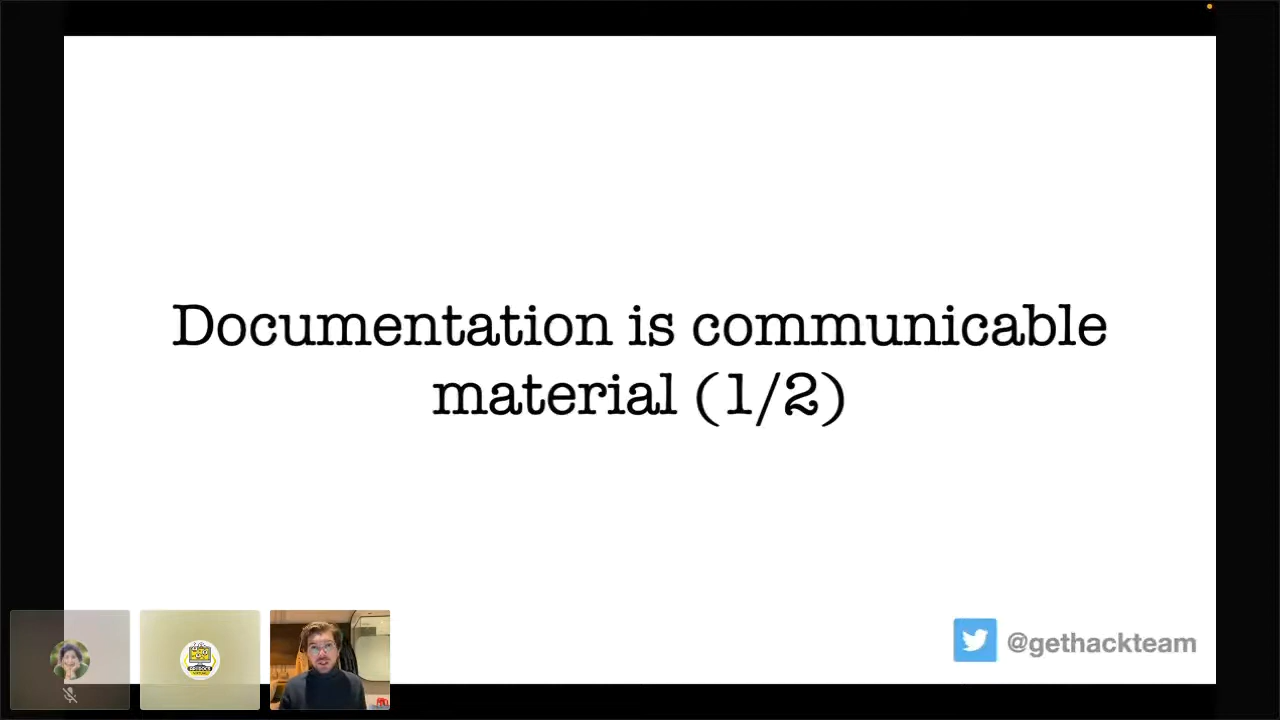 Documentation is communicable
material (1/2)
@gethackteam